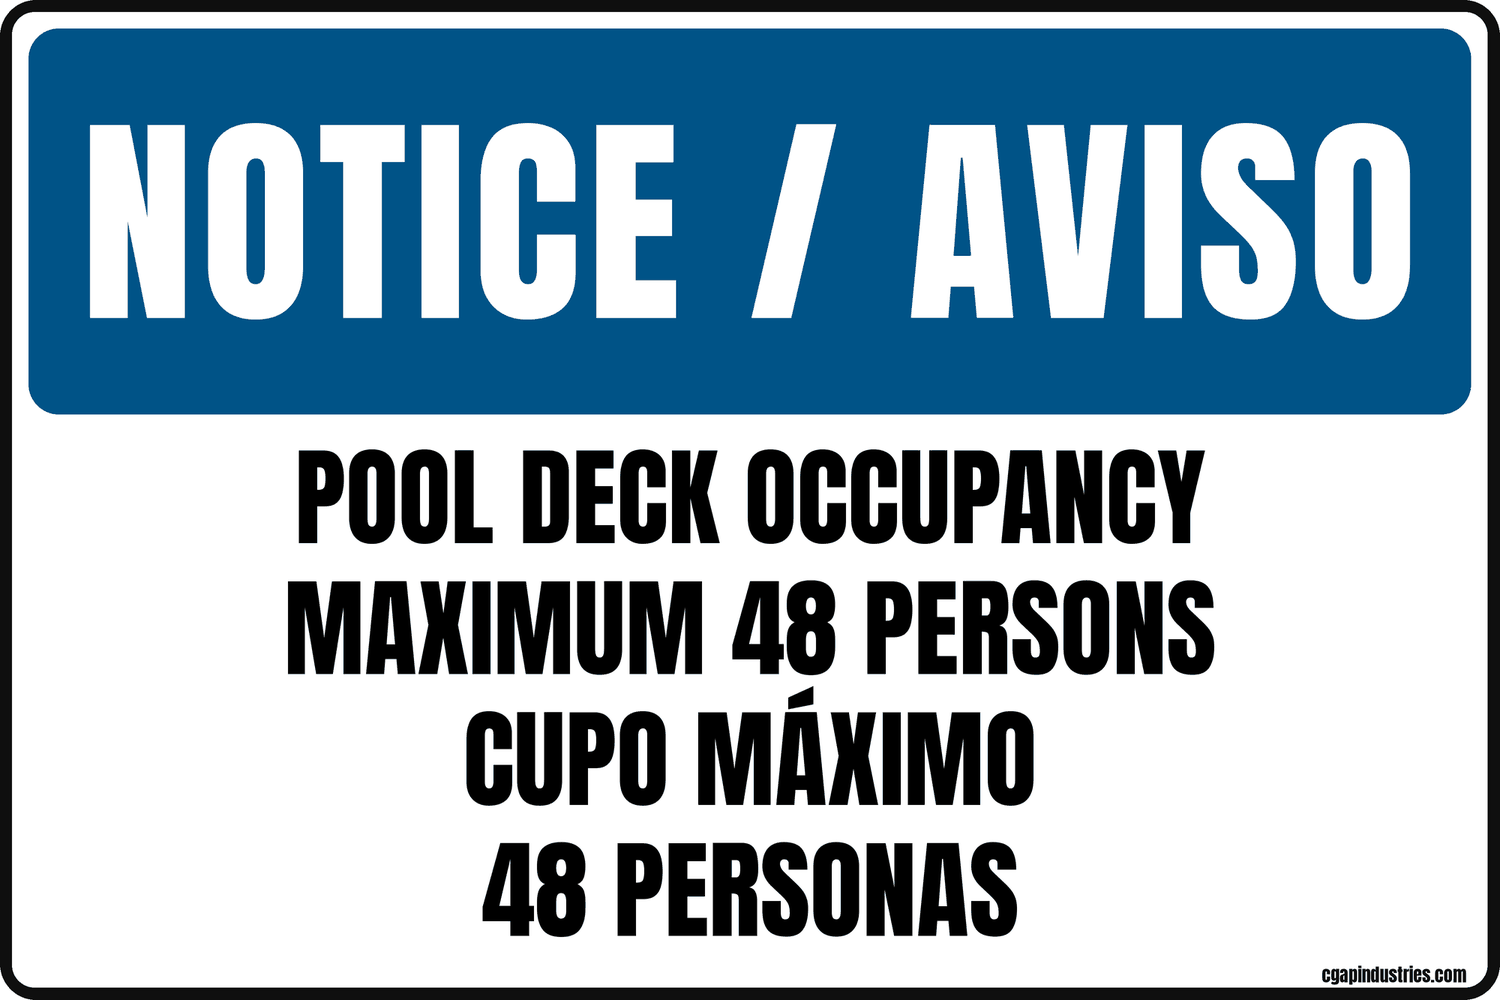 NOTICE / AVISO
POOL DECK OCCUPANCY
MAXIMUM 48 PERSONS
CUPO MÁXIMO
48 PERSONAS
cgapindustries.com